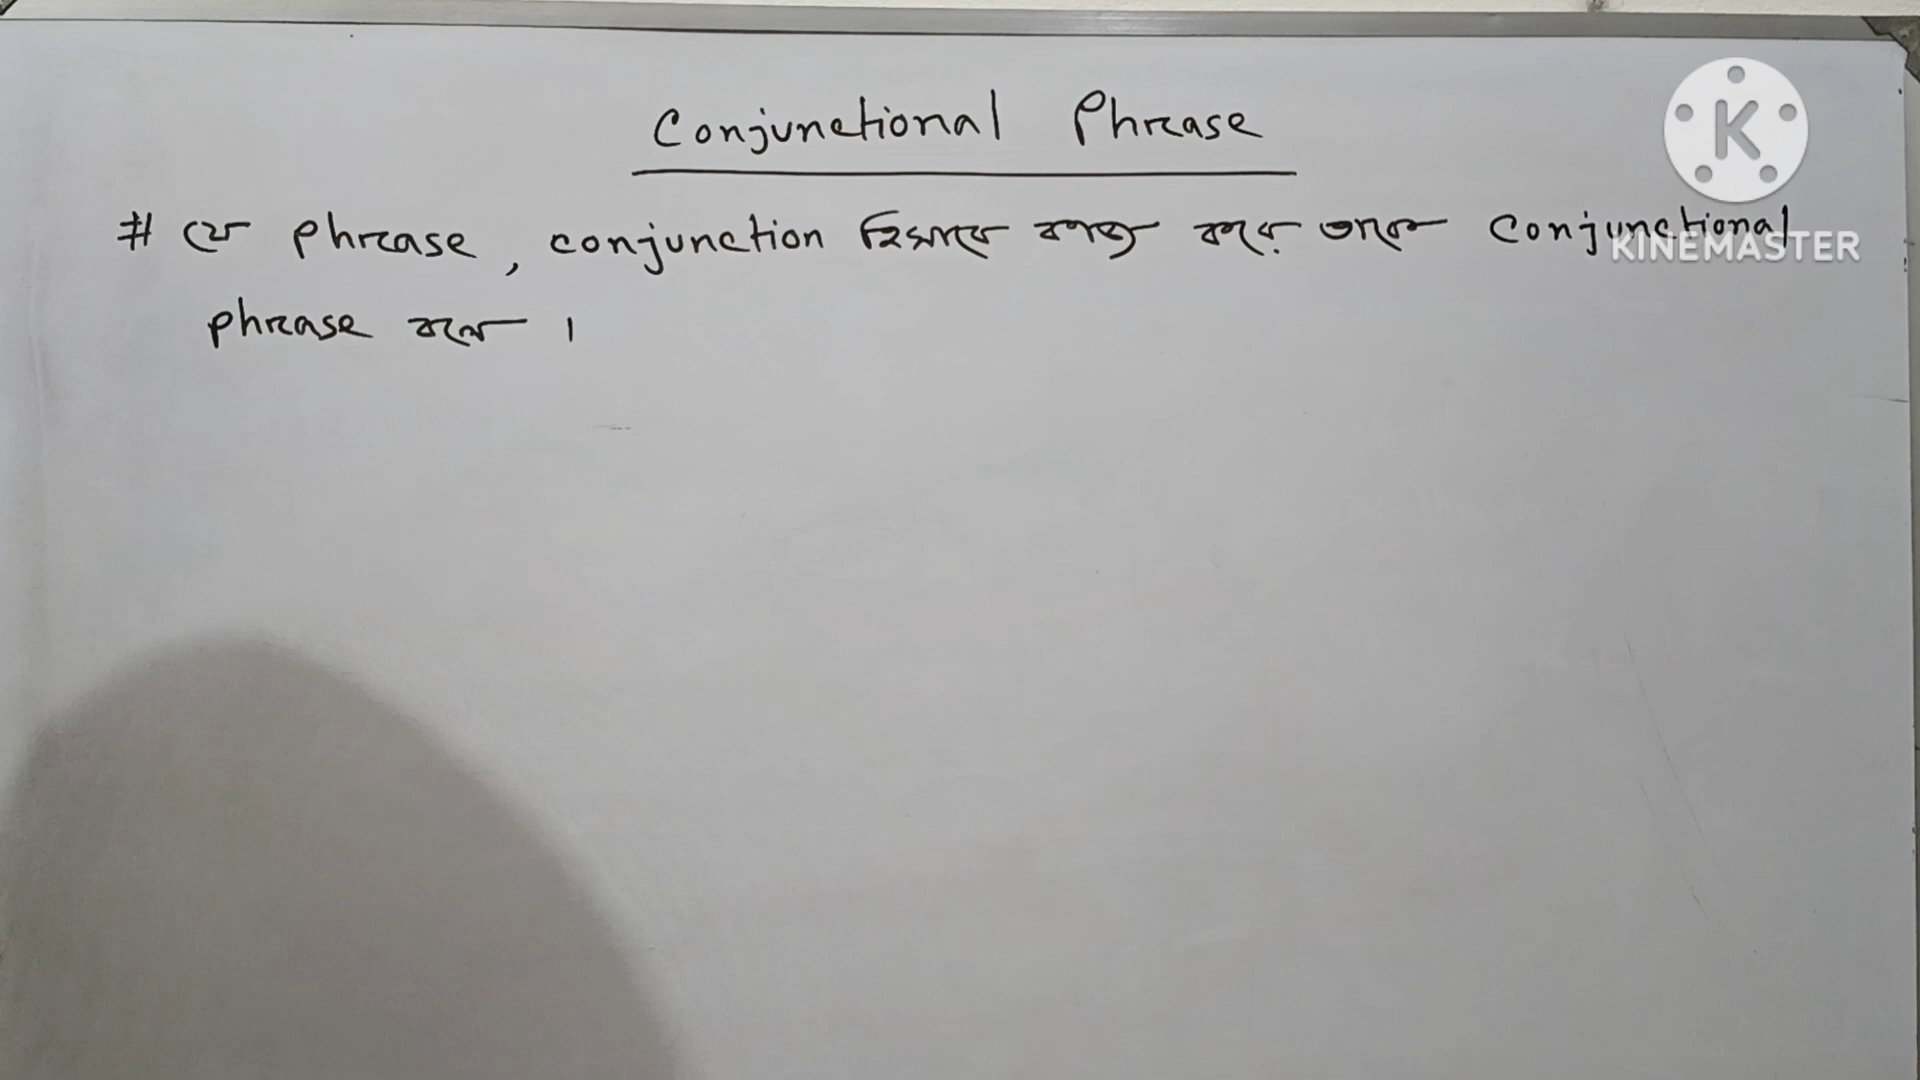 Conjunctional Phrase
# যে phrase, conjunction হিসাবে কাজ করে তাকে Conjunctional
phrase বলে ।
K
KINEMASTER